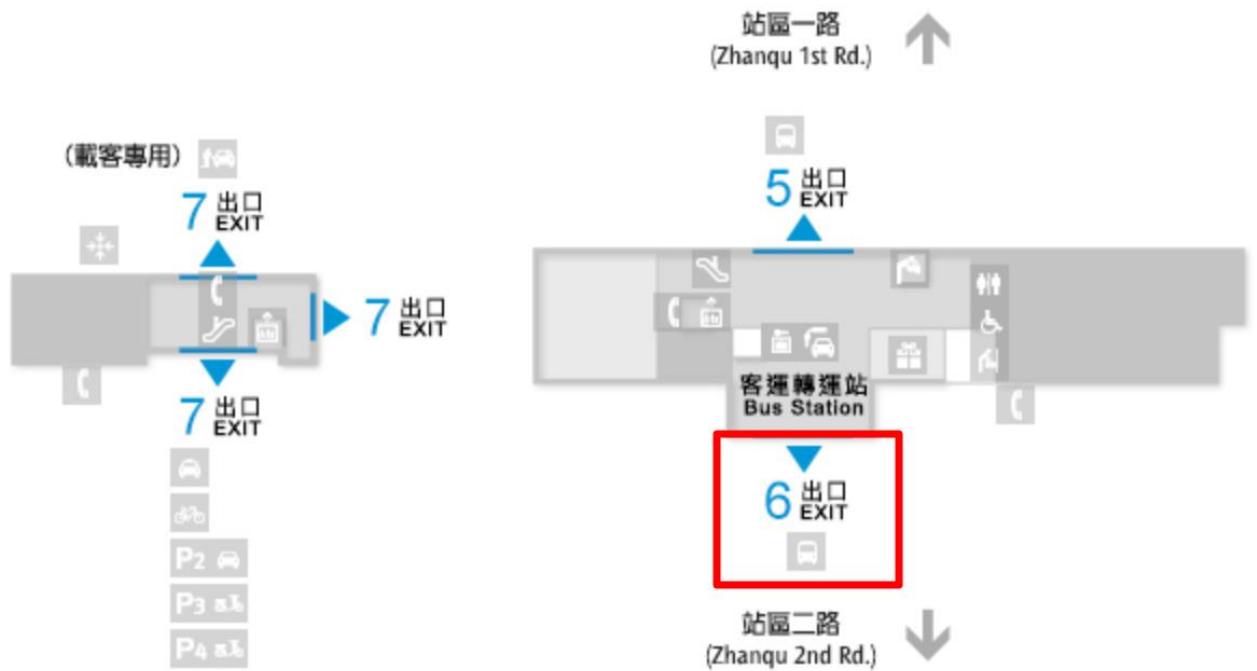 站區一路
(Zhanqu 1st Rd.)
(載客專用)
7 出口 EXIT
5 出口 EXIT
7 出口 EXIT
7 出口 EXIT
客運轉運站
Bus Station
6 出口 EXIT
P2
P3
P4
站區二路
(Zhanqu 2nd Rd.)